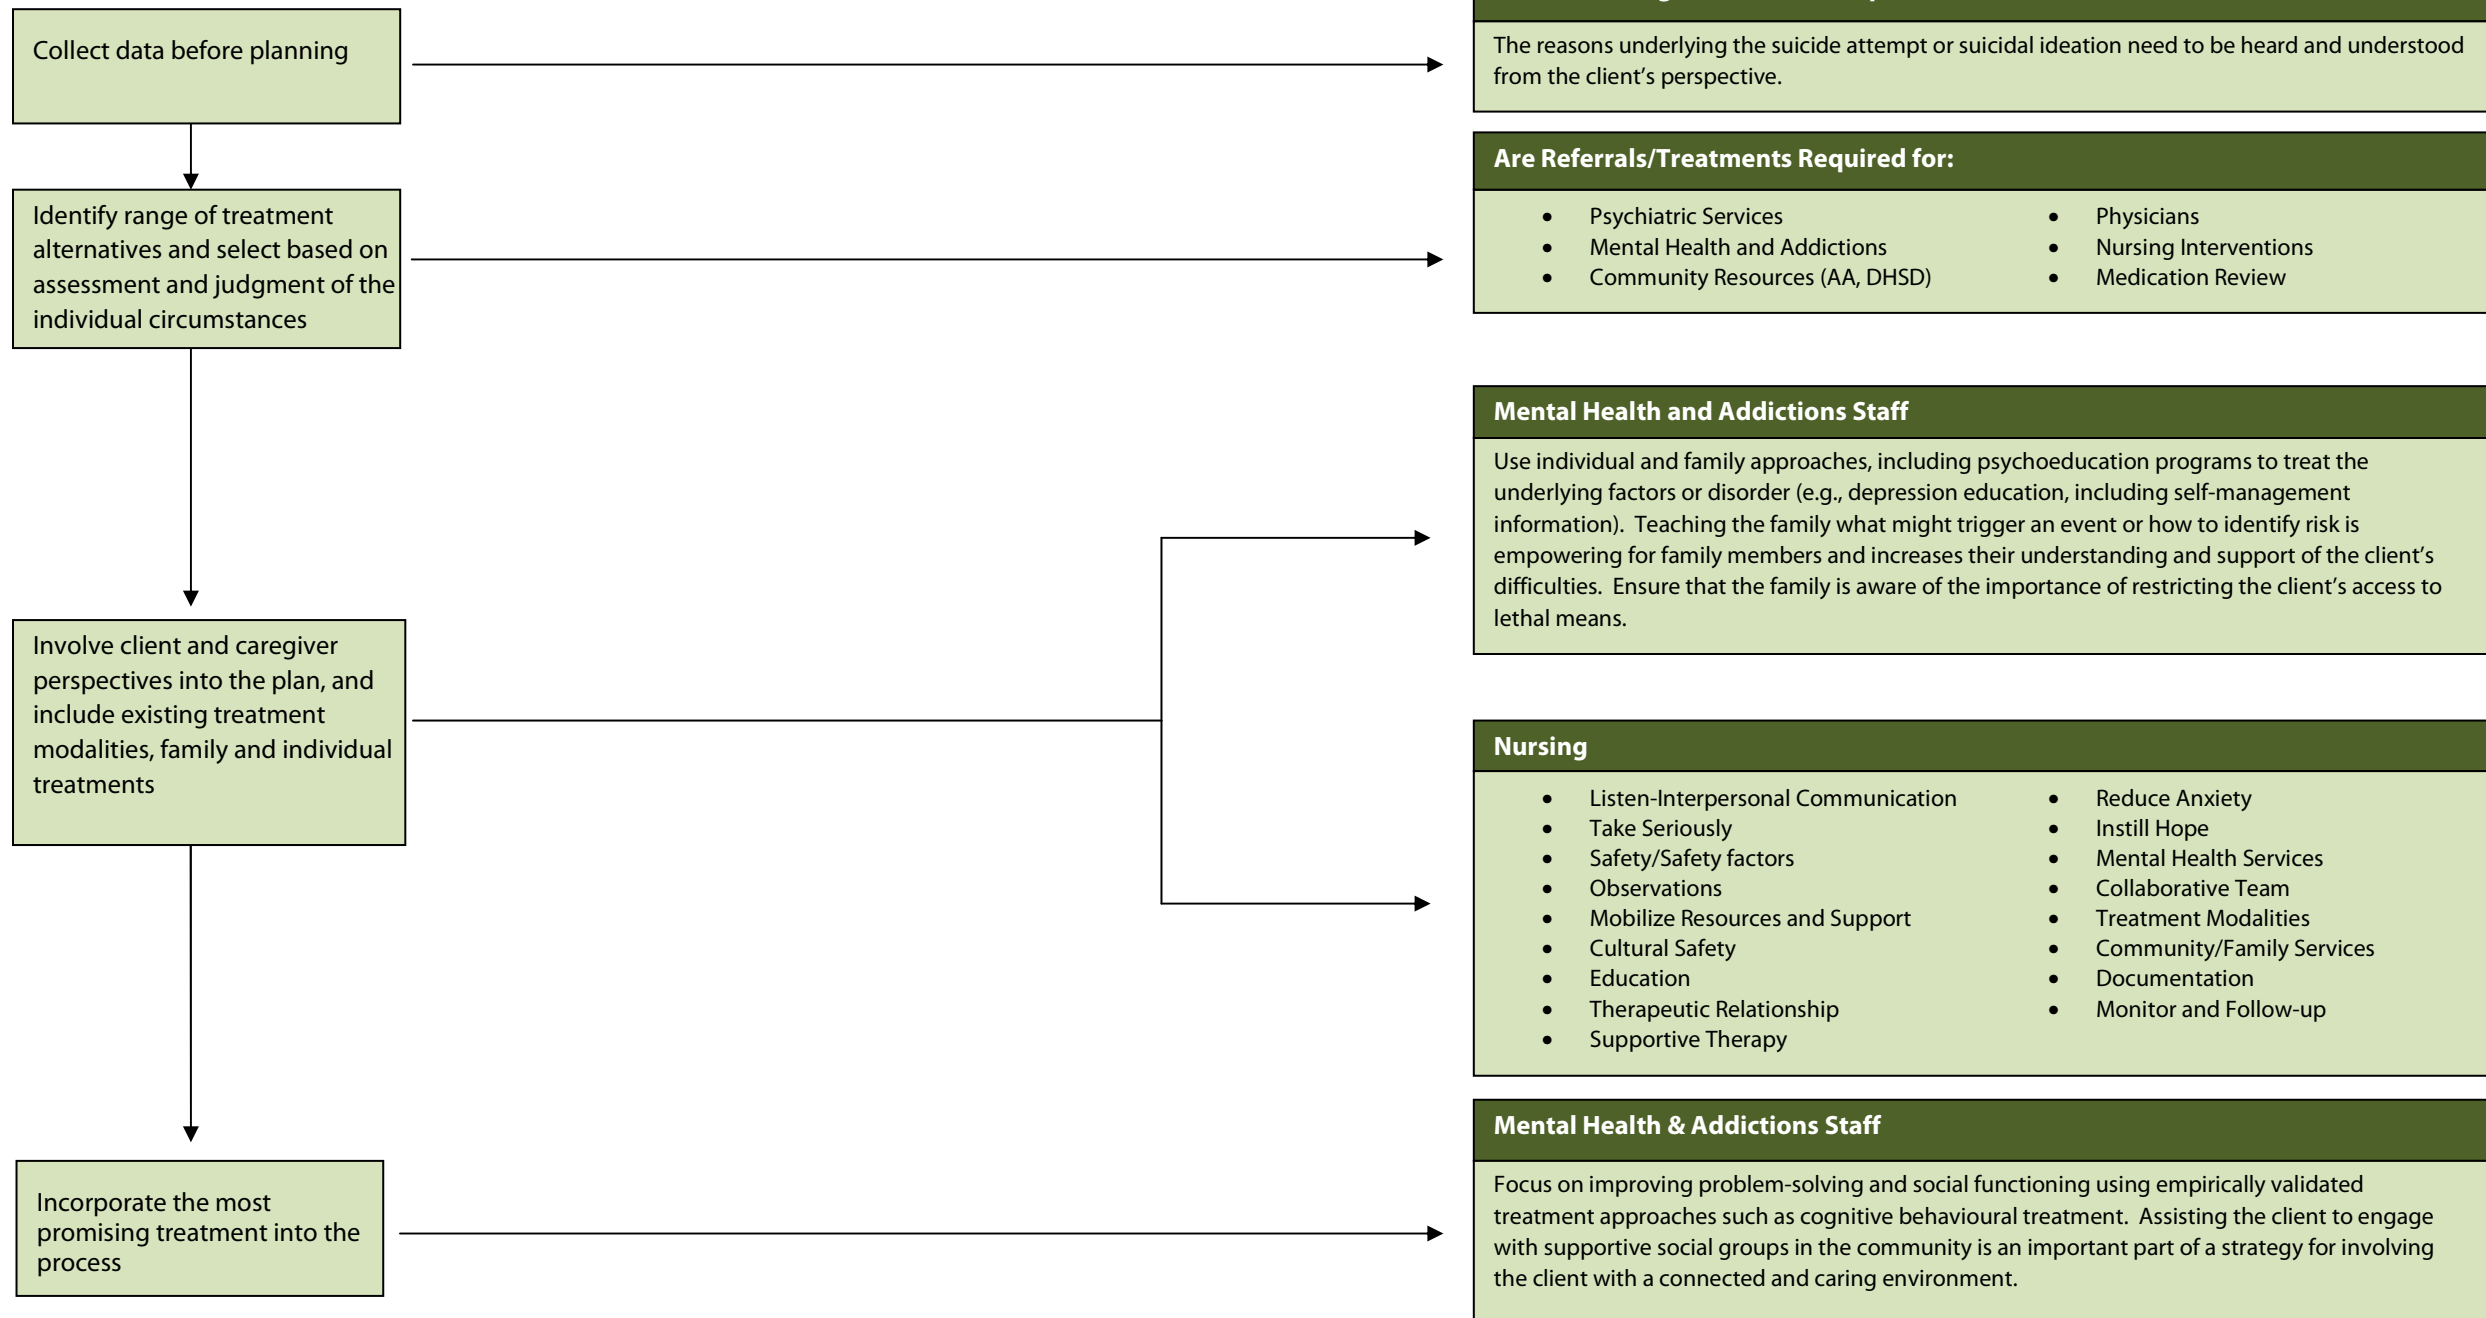 Collect data before planning
The reasons underlying the suicide attempt or suicidal ideation need to be heard and understood
from the client’s perspective.
Identify range of treatment
alternatives and select based on
assessment and judgment of the
individual circumstances
Are Referrals/Treatments Required for:
• Psychiatric Services
• Mental Health and Addictions
• Community Resources (AA, DHSD)
• Physicians
• Nursing Interventions
• Medication Review
Involve client and caregiver
perspectives into the plan, and
include existing treatment
modalities, family and individual
treatments
Mental Health and Addictions Staff
Use individual and family approaches, including psychoeducation programs to treat the
underlying factors or disorder (e.g., depression education, including self-management
information). Teaching the family what might trigger an event or how to identify risk is
empowering for family members and increases their understanding and support of the client’s
difficulties. Ensure that the family is aware of the importance of restricting the client’s access to
lethal means.
Nursing
• Listen-Interpersonal Communication
• Take Seriously
• Safety/Safety factors
• Observations
• Mobilize Resources and Support
• Cultural Safety
• Education
• Therapeutic Relationship
• Supportive Therapy
• Reduce Anxiety
• Instill Hope
• Mental Health Services
• Collaborative Team
• Treatment Modalities
• Community/Family Services
• Documentation
• Monitor and Follow-up
Incorporate the most
promising treatment into the
process
Mental Health & Addictions Staff
Focus on improving problem-solving and social functioning using empirically validated
treatment approaches such as cognitive behavioural treatment. Assisting the client to engage
with supportive social groups in the community is an important part of a strategy for involving
the client with a connected and caring environment.